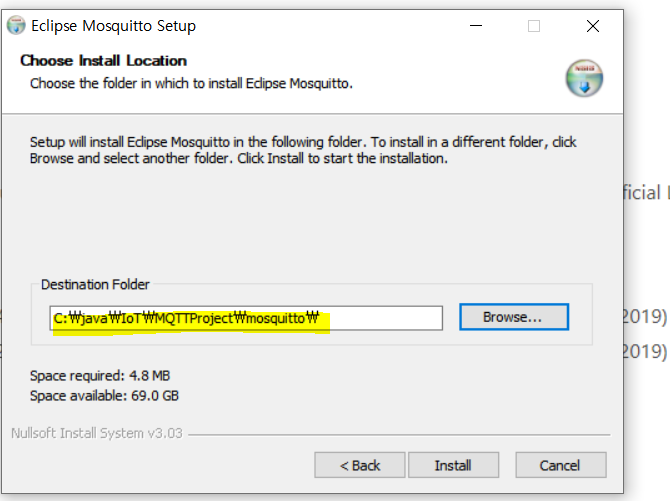 Eclipse Mosquitto Setup
Choose Install Location
Choose the folder in which to install Eclipse Mosquitto.
Setup will install Eclipse Mosquitto in the following folder. To install in a different folder, click
Browse and select another folder. Click Install to start the installation.
ficial
Destination Folder
C:₩java₩IoT₩MQTTProject₩mosquitto₩
Browse...
2019)
2019)
Space required: 4.8 MB
Space available: 69.0 GB
Nullsoft Install System v3.03
< Back
Install
Cancel